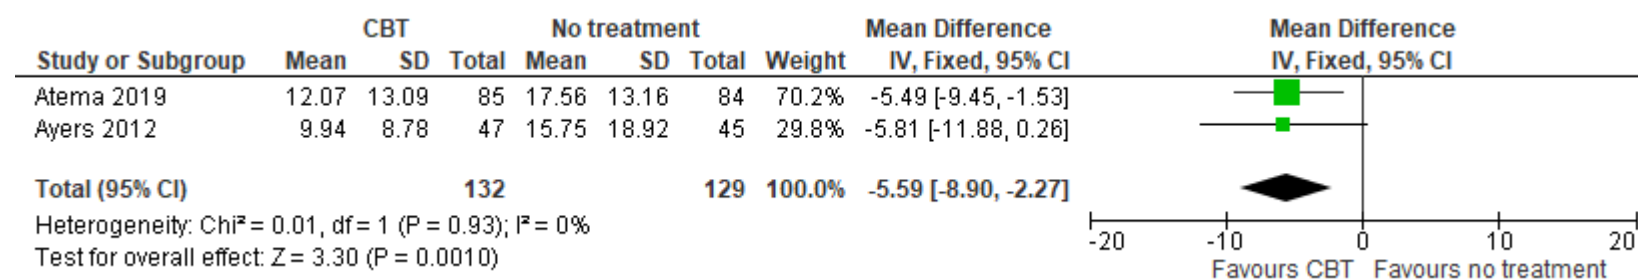 CBT No treatment Mean Difference Mean Difference
Study or Subgroup Mean SD Total Mean SD Total Weight IV, Fixed, 95% CI IV, Fixed, 95% CI
Atema 2019 12.07 13.09 85 17.56 13.16 84 70.2% -5.49 [-9.45, -1.53]
Ayers 2012 9.94 8.78 47 15.75 18.92 45 29.8% -5.81 [-11.88, 0.26]
Total (95% CI) 132 129 100.0% -5.59 [-8.90, -2.27]
Heterogeneity: Chi² = 0.01, df = 1 (P = 0.93); I² = 0%
Test for overall effect: Z = 3.30 (P = 0.0010)
-20 -10 0 10 20
Favours CBT Favours no treatment